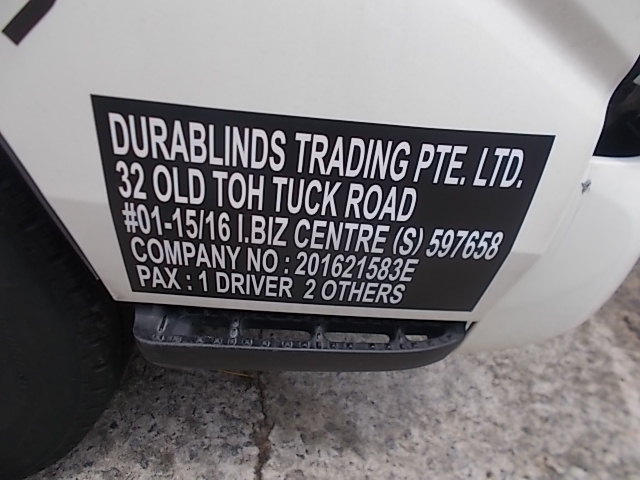 DURABLINDS TRADING PTE. LTD.
32 OLD TOH TUCK ROAD
#01-15/16 I.BIZ CENTRE (S) 597658
COMPANY NO : 201621583E
PAX : 1 DRIVER 2 OTHERS